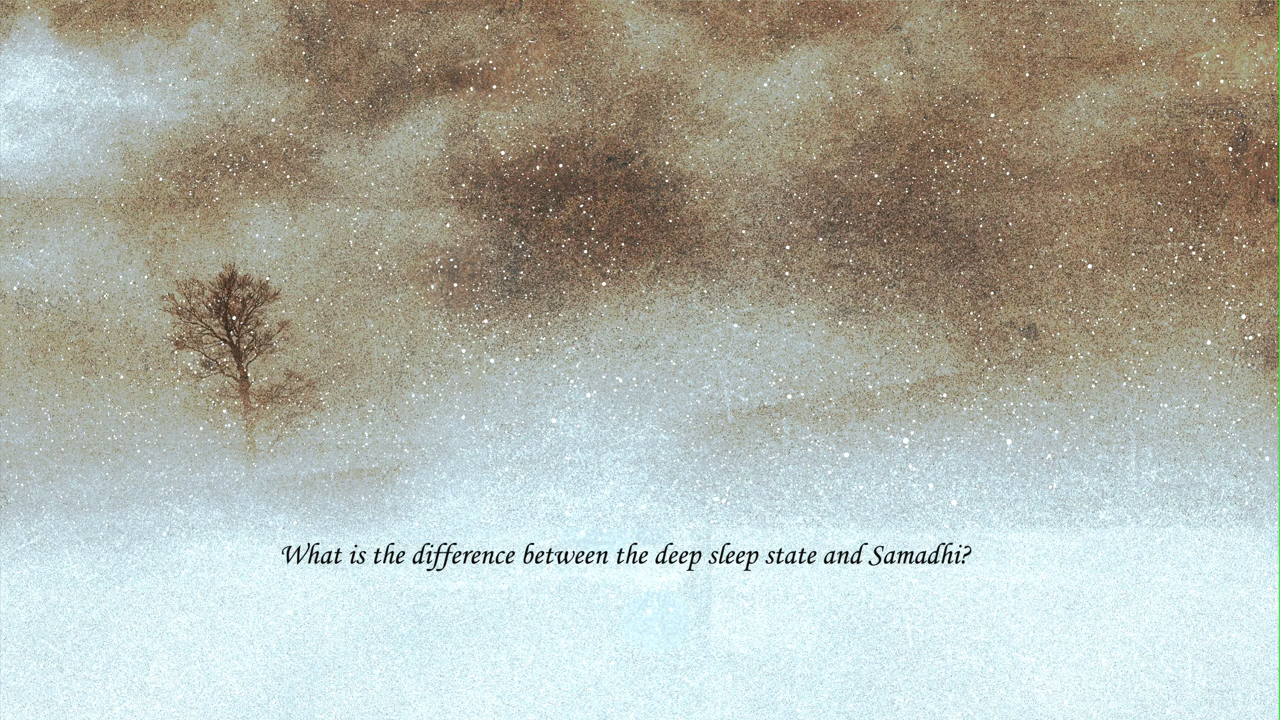 What is the difference between the deep sleep state and Samadhi?